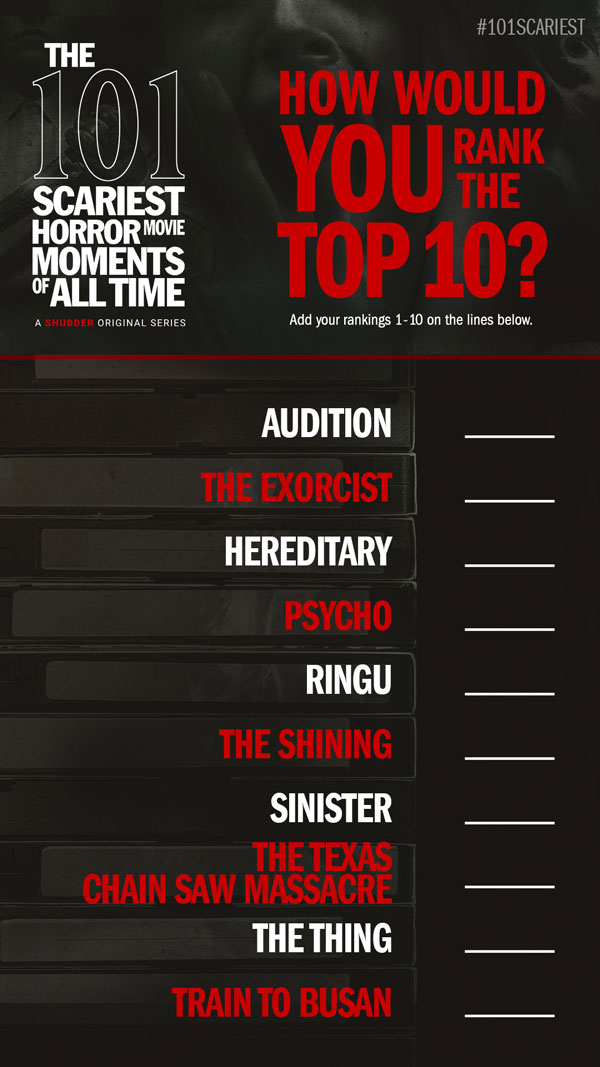 #101SCARIEST
THE
101
SCARIEST
HORROR MOVIE
MOMENTS
OF ALL TIME
A SHUDDER ORIGINAL SERIES
HOW WOULD
YOU RANK
THE
TOP 10?
Add your rankings 1-10 on the lines below.
AUDITION
THE EXORCIST
HEREDITARY
PSYCHO
RINGU
THE SHINING
SINISTER
THE TEXAS
CHAIN SAW MASSACRE
THE THING
TRAIN TO BUSAN